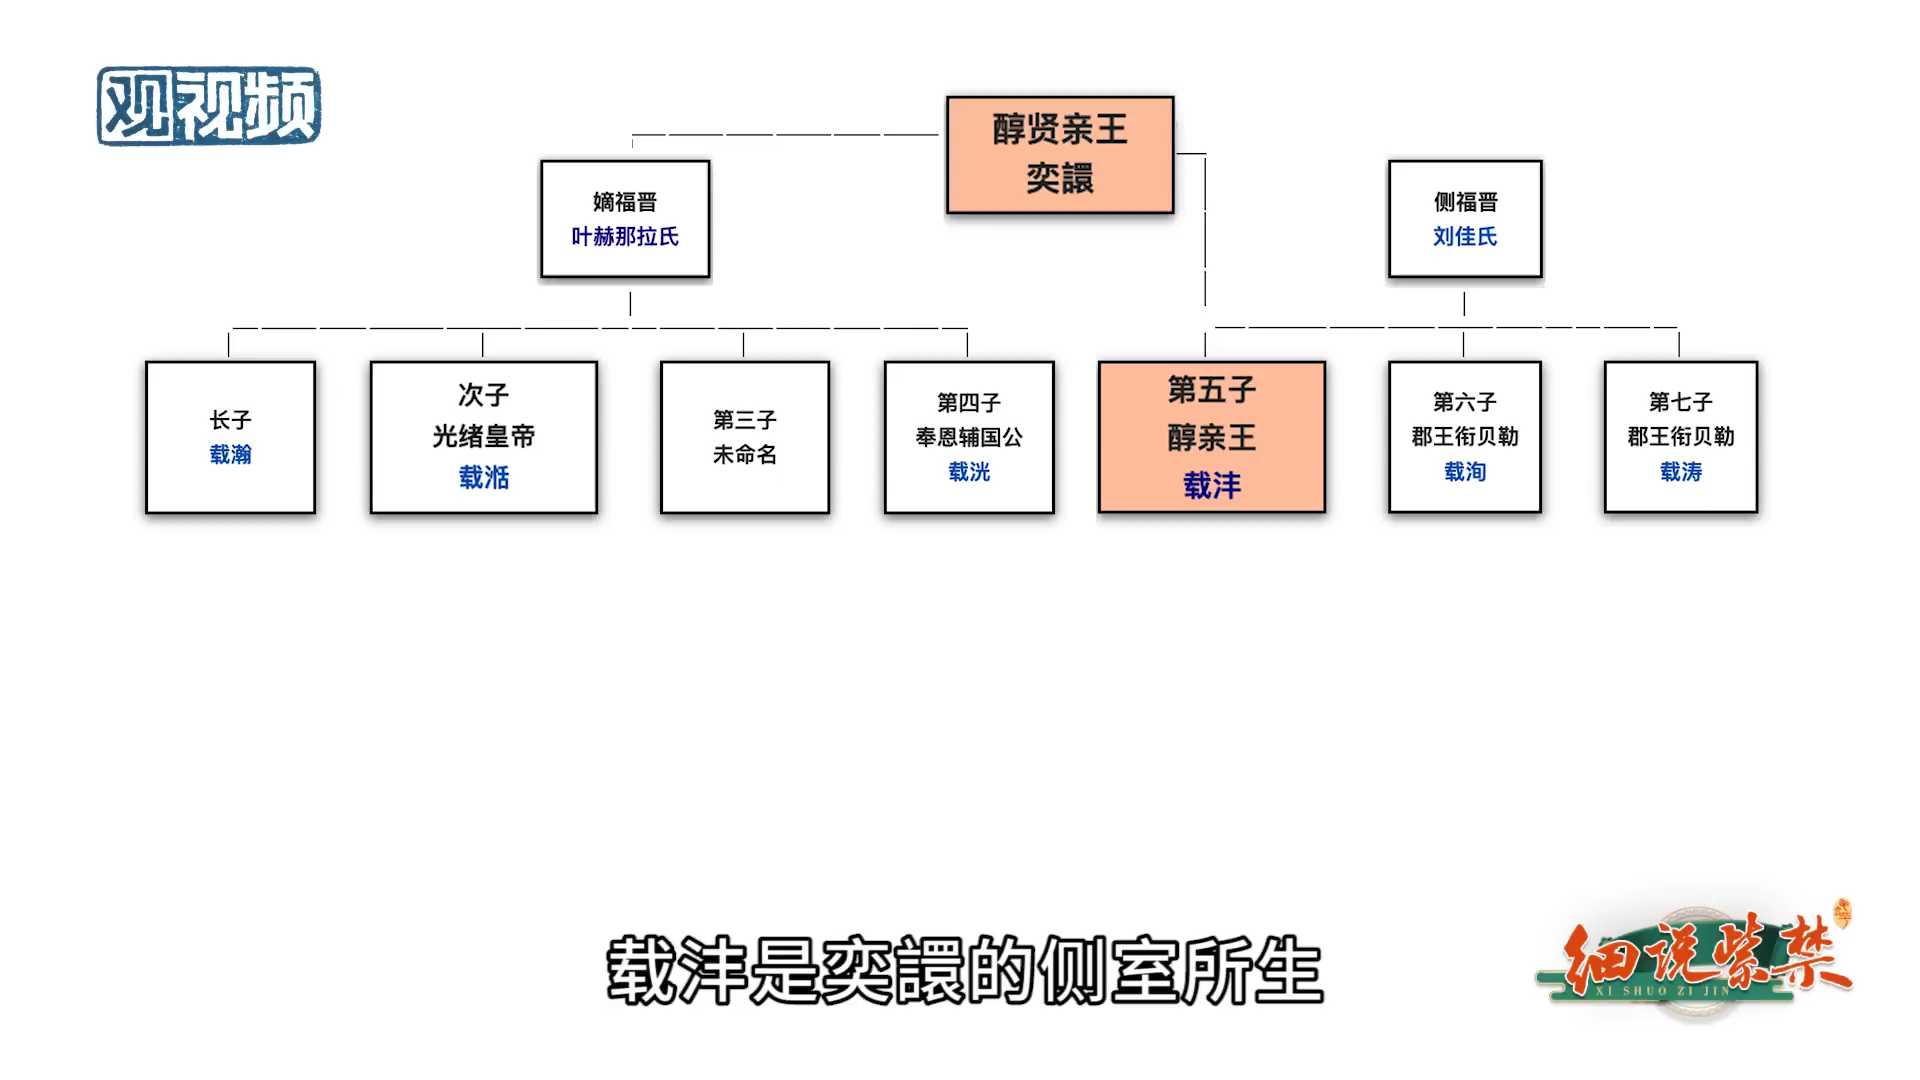 观视频
醇贤亲王
奕譞
嫡福晋
叶赫那拉氏
侧福晋
刘佳氏
长子
载瀚
次子
光绪皇帝
载湉
第三子
未命名
第四子
奉恩辅国公
载洸
第五子
醇亲王
载沣
第六子
郡王衔贝勒
载洵
第七子
郡王衔贝勒
载涛
载沣是奕譞的侧室所生
细说紫禁
XI SHUO ZI JIN